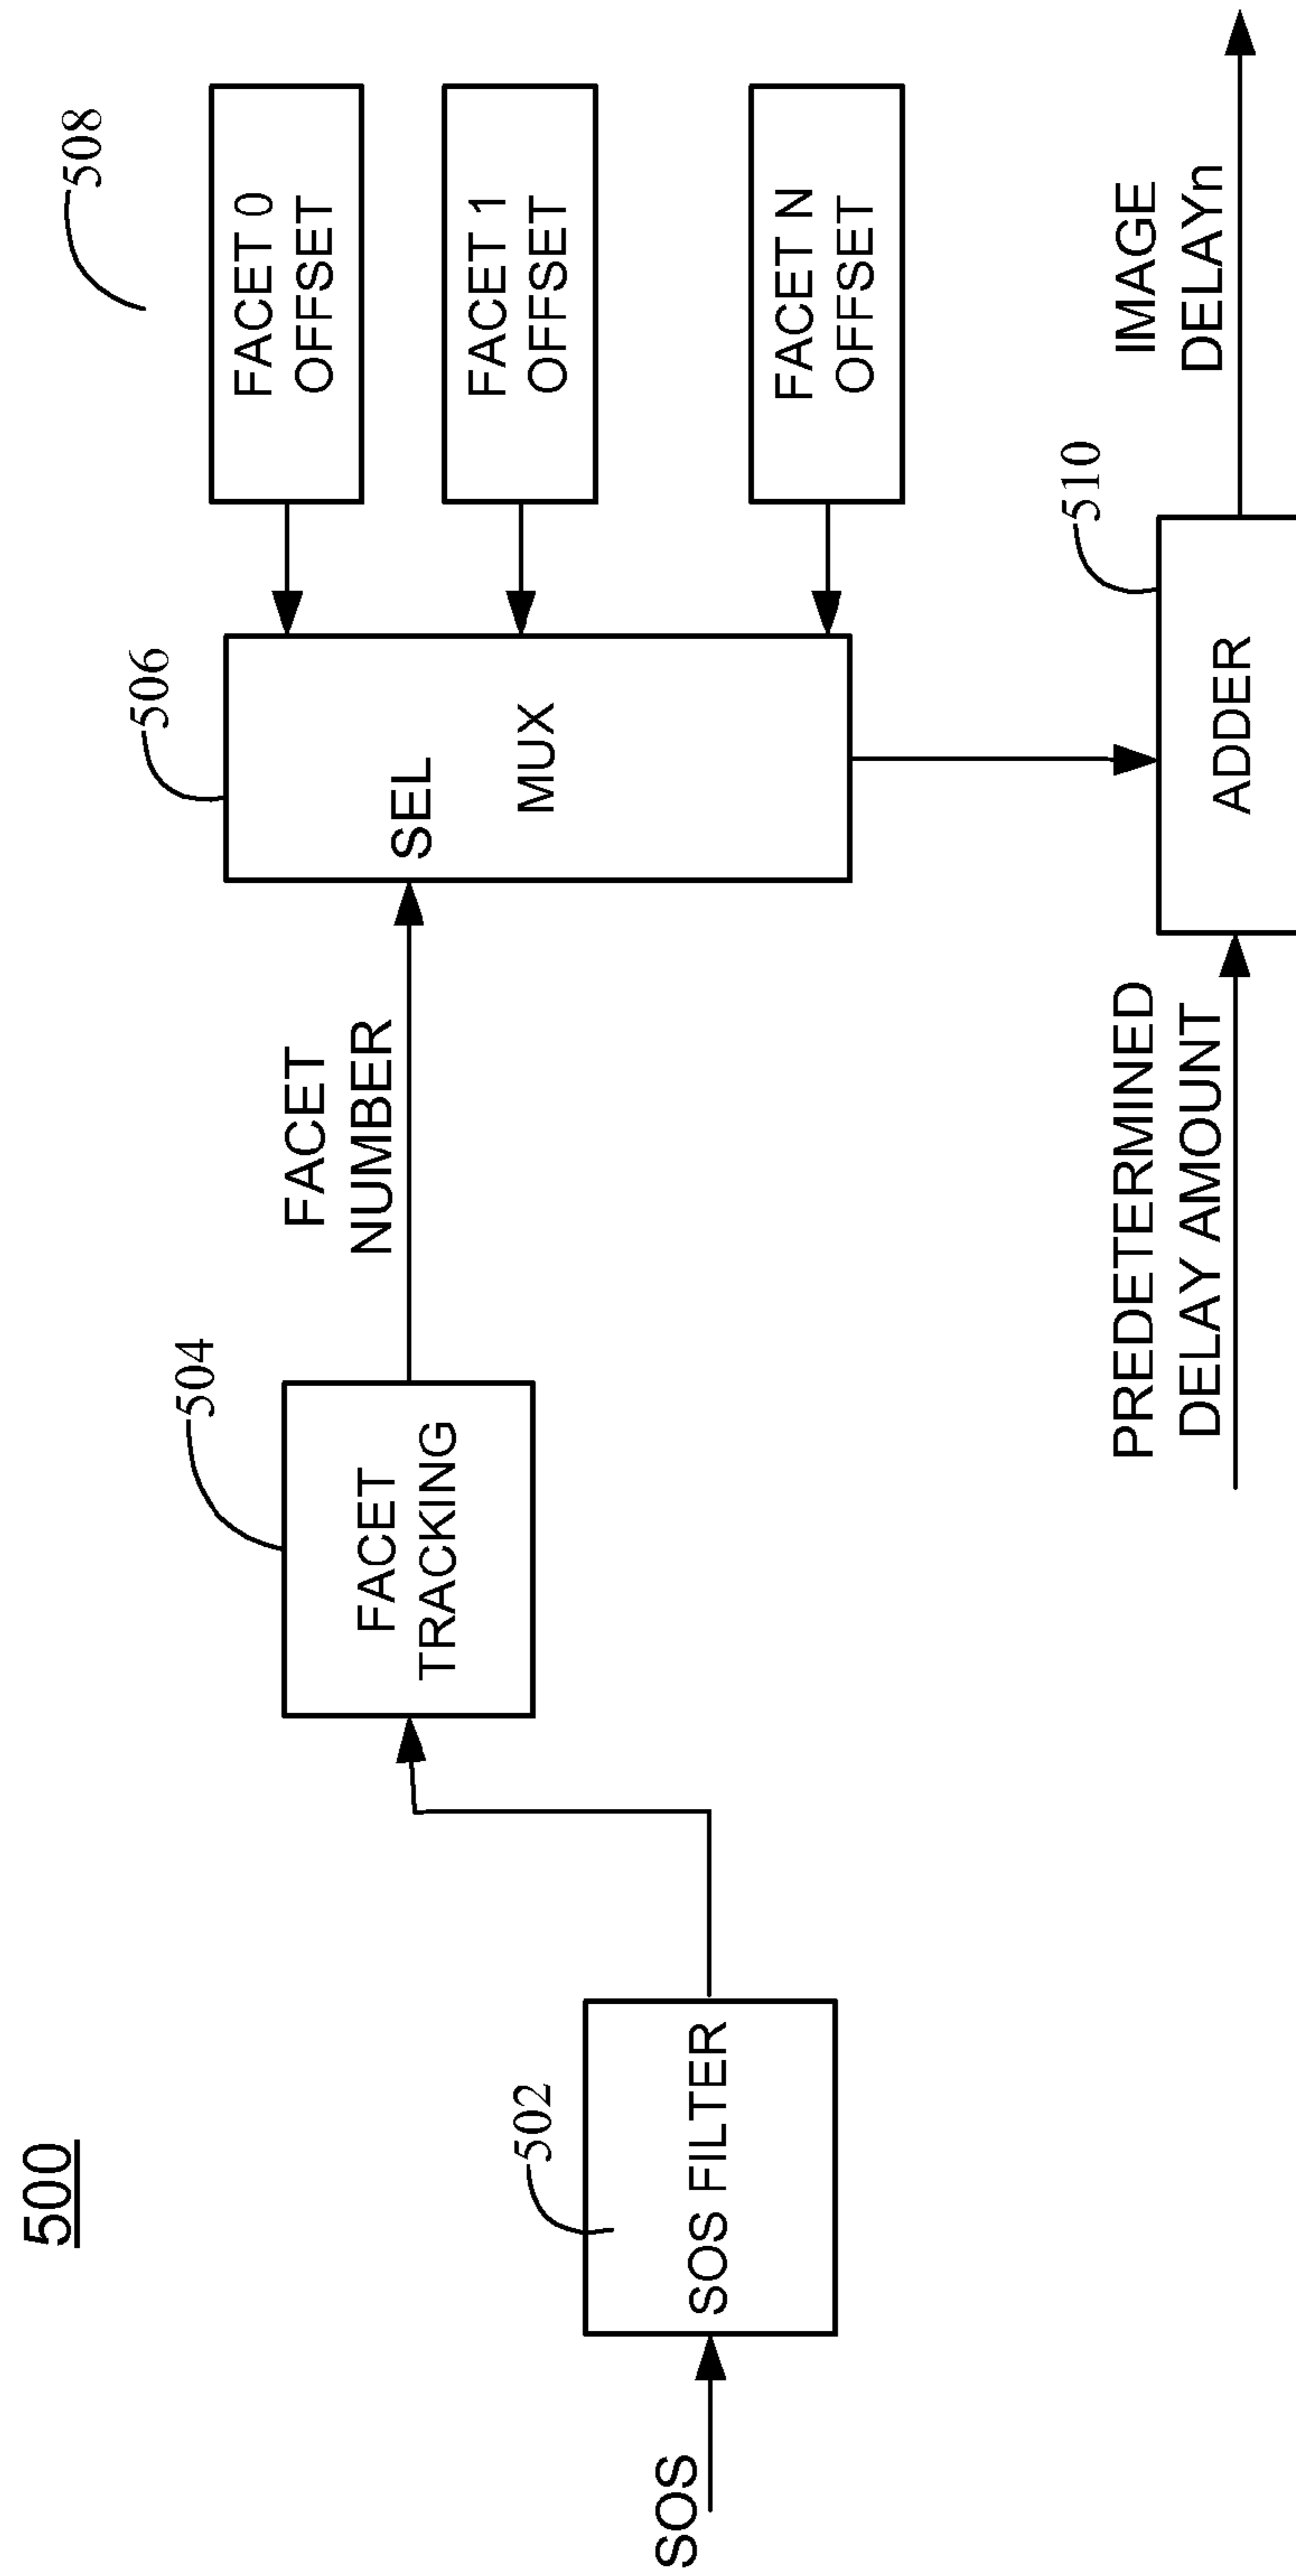 500
508
FACET 0
OFFSET
506
504
FACET
NUMBER
SEL
MUX
FACET 1
OFFSET
FACET
TRACKING
502
SOS
SOS FILTER
FACET N
OFFSET
510
PREDETERMINED
DELAY AMOUNT
ADDER
IMAGE
DELAYn